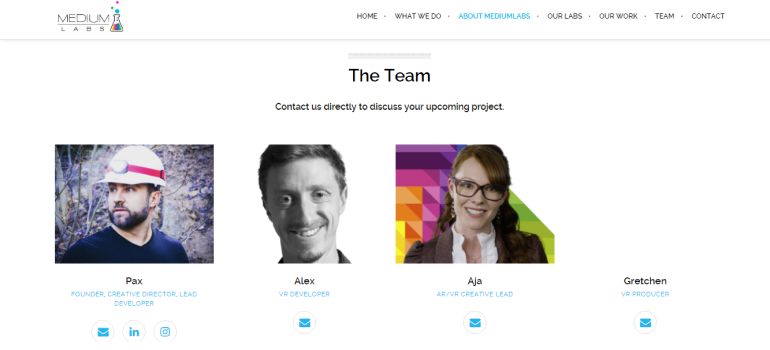 MEDIUM
LABS
HOME • WHAT WE DO • ABOUT MEDIUMLABS • OUR LABS • OUR WORK • TEAM • CONTACT
The Team
Contact us directly to discuss your upcoming project.
Pax
FOUNDER, CREATIVE DIRECTOR, LEAD
DEVELOPER
Alex
VR DEVELOPER
Aja
AR/VR CREATIVE LEAD
Gretchen
VR PRODUCER